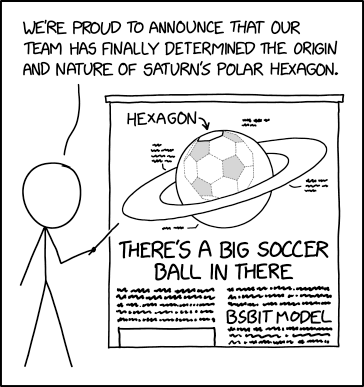 WE'RE PROUD TO ANNOUNCE THAT OUR
TEAM HAS FINALLY DETERMINED THE ORIGIN
AND NATURE OF SATURN'S POLAR HEXAGON.
HEXAGON
THERE'S A BIG SOCCER
BALL IN THERE
BSBIT MODEL